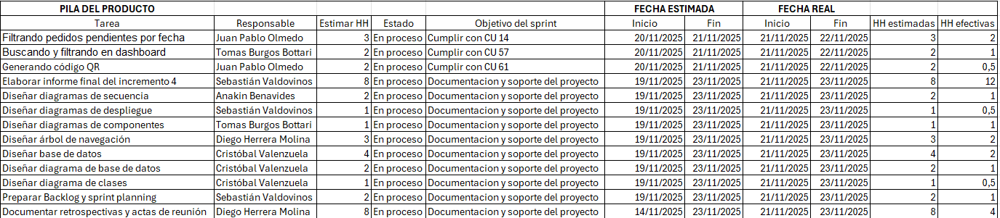 PILA DEL PRODUCTO FECHA ESTIMADA FECHA REAL
Tarea Responsable Estimar HH Estado Objetivo del sprint Inicio Fin Inicio Fin HH estimadas HH efectivas
Filtrando pedidos pendientes por fecha Juan Pablo Olmedo 3 En proceso Cumplir con CU 14 20/11/2025 21/11/2025 21/11/2025 22/11/2025 3 2
Buscando y filtrando en dashboard Tomas Burgos Bottari 2 En proceso Cumplir con CU 57 20/11/2025 21/11/2025 21/11/2025 22/11/2025 2 1
Generando código QR Juan Pablo Olmedo 2 En proceso Cumplir con CU 61 20/11/2025 21/11/2025 21/11/2025 22/11/2025 2 0,5
Elaborar informe final del incremento 4 Sebastián Valdovinos 8 En proceso Documentacion y soporte del proyecto 19/11/2025 23/11/2025 21/11/2025 23/11/2025 8 12
Diseñar diagramas de secuencia Anakin Benavides 2 En proceso Documentacion y soporte del proyecto 19/11/2025 23/11/2025 21/11/2025 23/11/2025 2 1
Diseñar diagramas de despliegue Sebastián Valdovinos 1 En proceso Documentacion y soporte del proyecto 19/11/2025 23/11/2025 21/11/2025 23/11/2025 1 0,5
Diseñar diagramas de componentes Tomas Burgos Bottari 1 En proceso Documentacion y soporte del proyecto 19/11/2025 23/11/2025 21/11/2025 23/11/2025 1 1
Diseñar árbol de navegación Diego Herrera Molina 3 En proceso Documentacion y soporte del proyecto 19/11/2025 23/11/2025 21/11/2025 23/11/2025 3 2
Diseñar base de datos Cristóbal Valenzuela 4 En proceso Documentacion y soporte del proyecto 19/11/2025 23/11/2025 21/11/2025 23/11/2025 4 2
Diseñar diagrama de base de datos Cristóbal Valenzuela 2 En proceso Documentacion y soporte del proyecto 19/11/2025 23/11/2025 21/11/2025 23/11/2025 2 1
Diseñar diagrama de clases Cristóbal Valenzuela 1 En proceso Documentacion y soporte del proyecto 19/11/2025 23/11/2025 21/11/2025 23/11/2025 1 0,5
Preparar Backlog y sprint planning Sebastián Valdovinos 2 En proceso Documentacion y soporte del proyecto 19/11/2025 23/11/2025 21/11/2025 23/11/2025 2 1
Documentar retrospectivas y actas de reunión Diego Herrera Molina 8 En proceso Documentacion y soporte del proyecto 14/11/2025 23/11/2025 21/11/2025 23/11/2025 8 4